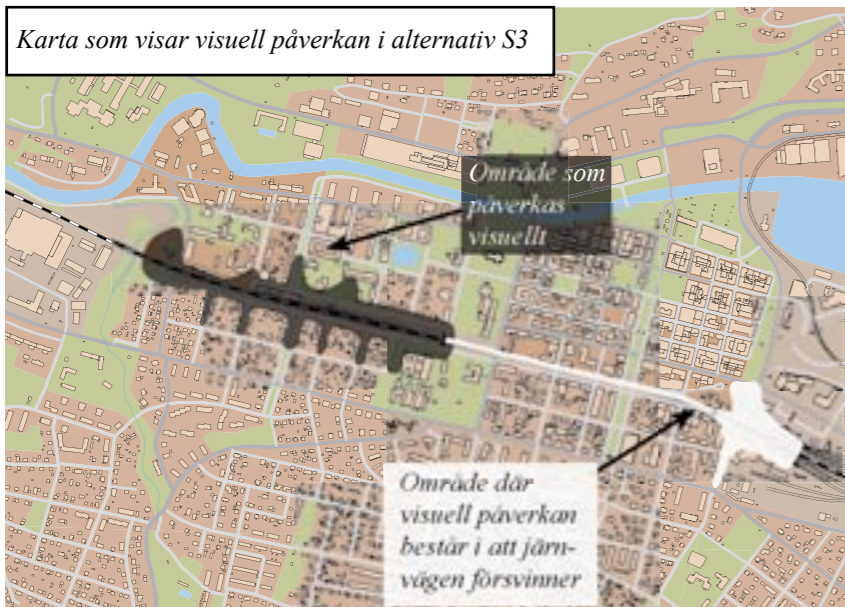 Karta som visar visuell påverkan i alternativ S3
Område som
påverkas
visuellt
Område där
visuell påverkan
består i att järn-
vägen försvinner